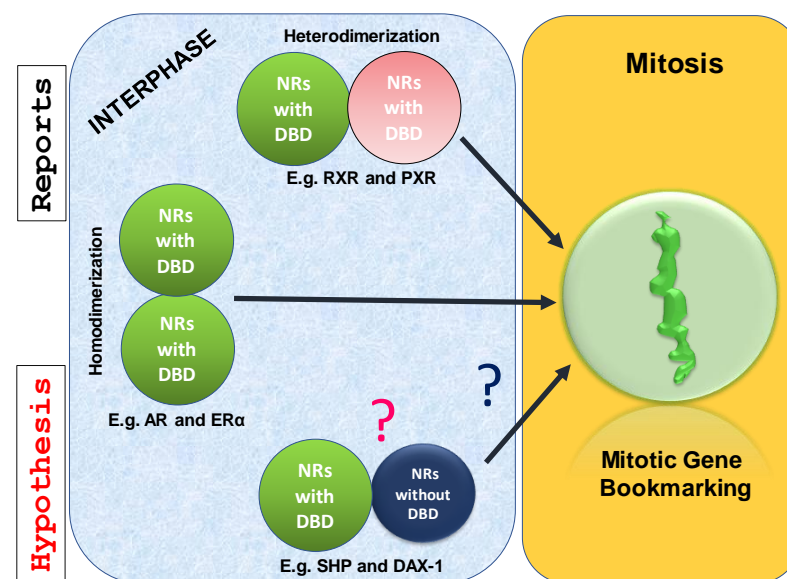 Reports
Hypothesis
INTERPHASE
Heterodimerization
NRs
with
DBD
NRs
with
DBD
E.g. RXR and PXR
Homodimerization
NRs
with
DBD
NRs
with
DBD
E.g. AR and ERα
?
?
NRs
with
DBD
NRs
without
DBD
E.g. SHP and DAX-1
Mitosis
Mitotic Gene
Bookmarking